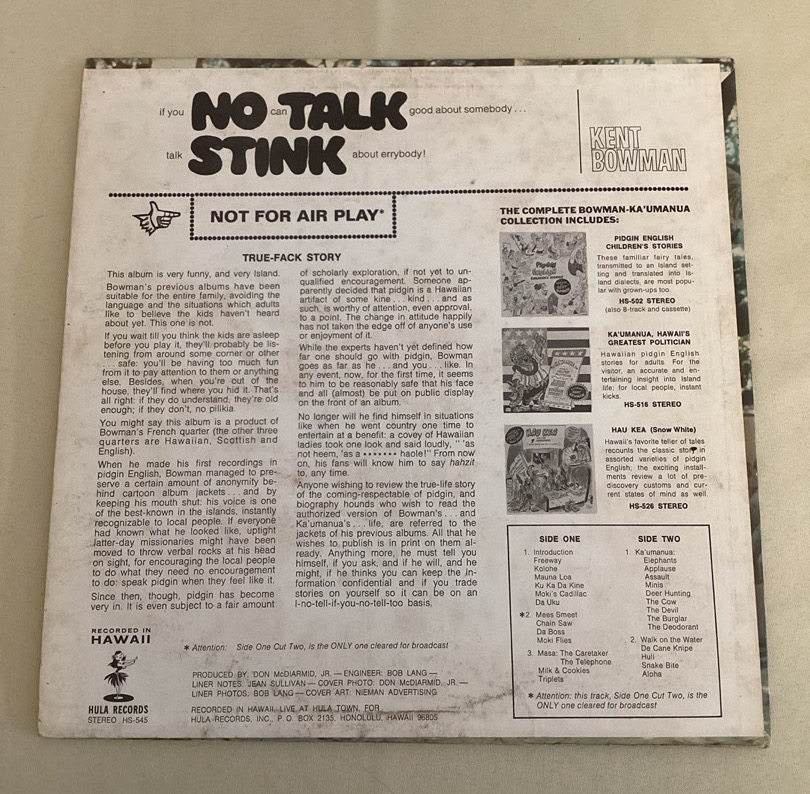 if you NO can TALK good about somebody . . .
talk STINK about errybody!
KENT
BOWMAN
NOT FOR AIR PLAY*
TRUE-FACK STORY
This album is very funny, and very Island.
Bowman's previous albums have been
suitable for the entire family, avoiding the
language and the situations which adults
like to believe the kids haven't heard
about yet. This one is not.
If you wait till you think the kids are asleep
before you play it, they'll probably be lis-
tening from around some corner or other
. . . safe: you'll be having too much fun
from it to pay attention to them or anything
else. Besides, when you're out of the
house, they'll find where you hid it. That's
all right: if they do understand, they're old
enough; if they don't, no pilikia.
You might say this album is a product of
Bowman's French quarter (the other three
quarters are Hawaiian, Scottish and
English).
When he made his first recordings in
pidgin English, Bowman managed to pre-
serve a certain amount of anonymity be-
hind cartoon album jackets . . . and by
keeping his mouth shut: his voice is one
of the best-known in the islands, instantly
recognizable to local people. If everyone
had known what he looked like, uptight
latter-day missionaries might have been
moved to throw verbal rocks at his head
on sight, for encouraging the local people
to do what they need no encouragement
to do: speak pidgin when they feel like it.
Since then, though, pidgin has become
very in. It is even subject to a fair amount
of scholarly exploration, if not yet to un-
qualified encouragement. Someone ap-
parently decided that pidgin is a Hawaiian
artifact of some kine . . . kind . . . and as
such, is worthy of attention, even approval,
to a point. The change in attitude happily
has not taken the edge off of anyone's use
or enjoyment of it.
While the experts haven't yet defined how
far one should go with pidgin, Bowman
goes as far as he . . . and you . . . like. In
any event, now, for the first time, it seems
to him to be reasonably safe that his face
and all (almost) be put on public display
on the front of an album.
No longer will he find himself in situations
like when he went country one time to
entertain at a benefit: a covey of Hawaiian
ladies took one look and said loudly, " 'as
not heem, 'as a ••••••• haole!" From now
on, his fans will know him to say hahzit
to, any time.
Anyone wishing to review the true-life story
of the coming-respectable of pidgin, and
biography hounds who wish to read the
authorized version of Bowman's . . . and
Ka'umanua's . . . life, are referred to the
jackets of his previous albums. All that he
wishes to publish is in print on them al-
ready. Anything more, he must tell you
himself, if you ask, and if he will, and he
might, if he thinks you can keep the in-
formation confidential and if you trade
stories on yourself so it can be on an
I-no-tell-if-you-no-tell-too basis.
THE COMPLETE BOWMAN-KA'UMANUA
COLLECTION INCLUDES:
PIDGIN ENGLISH
CHILDREN'S STORIES
These familiar fairy tales,
transmitted to an Island set-
ting and translated into Is-
land dialects, are most popu-
lar with grown-ups too.
HS-502 STEREO
(also 8-track and cassette)
KA'UMANUA, HAWAII'S
GREATEST POLITICIAN
Hawaiian pidgin English
stories for adults. For the
visitor, an accurate and en-
tertaining insight into Island
life; for local people, instant
kicks.
HS-516 STEREO
HAU KEA (Snow White)
Hawaii's favorite teller of tales
recounts the classic story in
assorted varieties of pidgin
English; the exciting install-
ments review a lot of pre-
discovery customs and cur-
rent states of mind as well.
HS-526 STEREO
SIDE ONE
1. Introduction
Freeway
Kolohe
Mauna Loa
Ku Ka Da Kine
Moki's Cadillac
Da Uku
*2. Mees Smeet
Chain Saw
Da Boss
Moki Flies
3. Masa: The Caretaker
The Telephone
Milk & Cookies
Triplets
SIDE TWO
1. Ka'umanua:
Elephants
Applause
Assault
Minis
Deer Hunting
The Cow
The Devil
The Burglar
The Deodorant
2. Walk on the Water
De Cane Knipe
Huli
Snake Bite
Aloha
* Attention: this track, Side One Cut Two, is the
ONLY one cleared for broadcast
RECORDED IN
HAWAII
HULA RECORDS
STEREO HS-545
* Attention: Side One Cut Two, is the ONLY one cleared for broadcast
PRODUCED BY, DON McDIARMID, JR. — ENGINEER: BOB LANG —
LINER NOTES: JEAN SULLIVAN — COVER PHOTO: DON McDIARMID, JR. —
LINER PHOTOS: BOB LANG — COVER ART: NIEMAN ADVERTISING
RECORDED IN HAWAII, LIVE AT HULA TOWN, FOR
HULA RECORDS, INC., P. O. BOX 2135, HONOLULU, HAWAII 96805